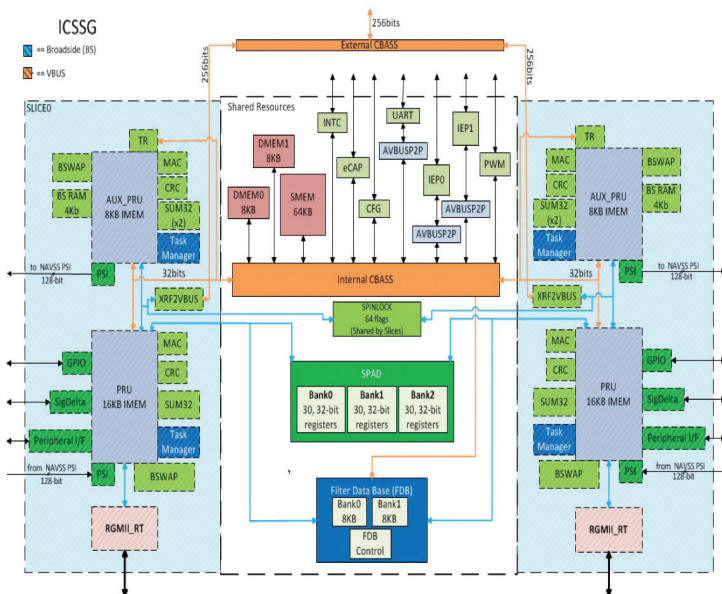 ICSSG
== Broadside (BS)
== VBUS
256bits
External CBASS
256bits
256bits
SLICE0
TR
BSWAP
BS RAM
4Kb
AUX_PRU
8KB IMEM
MAC
CRC
SUM32
(x2)
Task
Manager
to NAVSS PSI
128-bit
PSI
32bits
XRF2VBUS
GPIO
SigDelta
Peripheral I/F
from NAVSS PSI
128-bit
PSI
PRU
16KB IMEM
MAC
CRC
SUM32
Task
Manager
BSWAP
RGMII_RT
Shared Resources
DMEM0
8KB
DMEM1
8KB
SMEM
64KB
INTC
eCAP
CFG
UART
AVBUSP2P
IEP0
AVBUSP2P
IEP1
AVBUSP2P
PWM
Internal CBASS
SPINLOCK
64 flags
(Shared by Slices)
SPAD
Bank0
30, 32-bit
registers
Bank1
30, 32-bit
registers
Bank2
30, 32-bit
registers
Filter Data Base (FDB)
Bank0
8KB
Bank1
8KB
FDB
Control
TR
MAC
CRC
SUM32
(x2)
Task
Manager
AUX_PRU
8KB IMEM
BSWAP
BS RAM
4Kb
32bits
PSI
to NAVSS PSI
128-bit
XRF2VBUS
MAC
CRC
SUM32
Task
Manager
BSWAP
PRU
16KB IMEM
GPIO
SigDelta
Peripheral I/F
PSI
from NAVSS PSI
128-bit
RGMII_RT